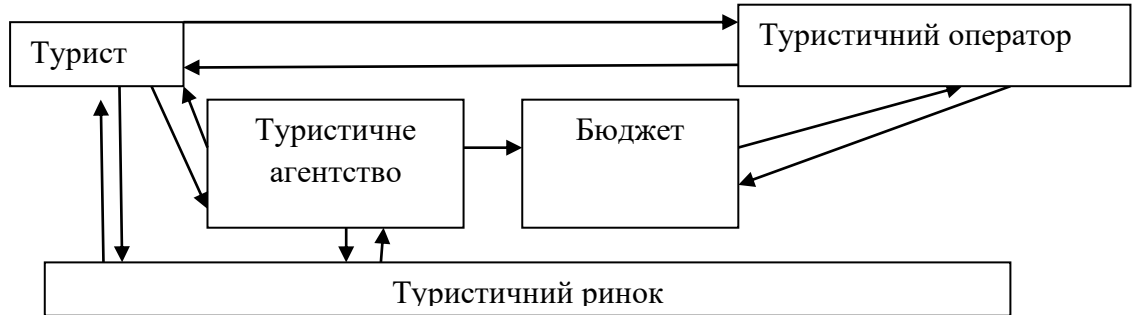 Турист
Туристичний оператор
Туристичне
агентство
Бюджет
Туристичний ринок